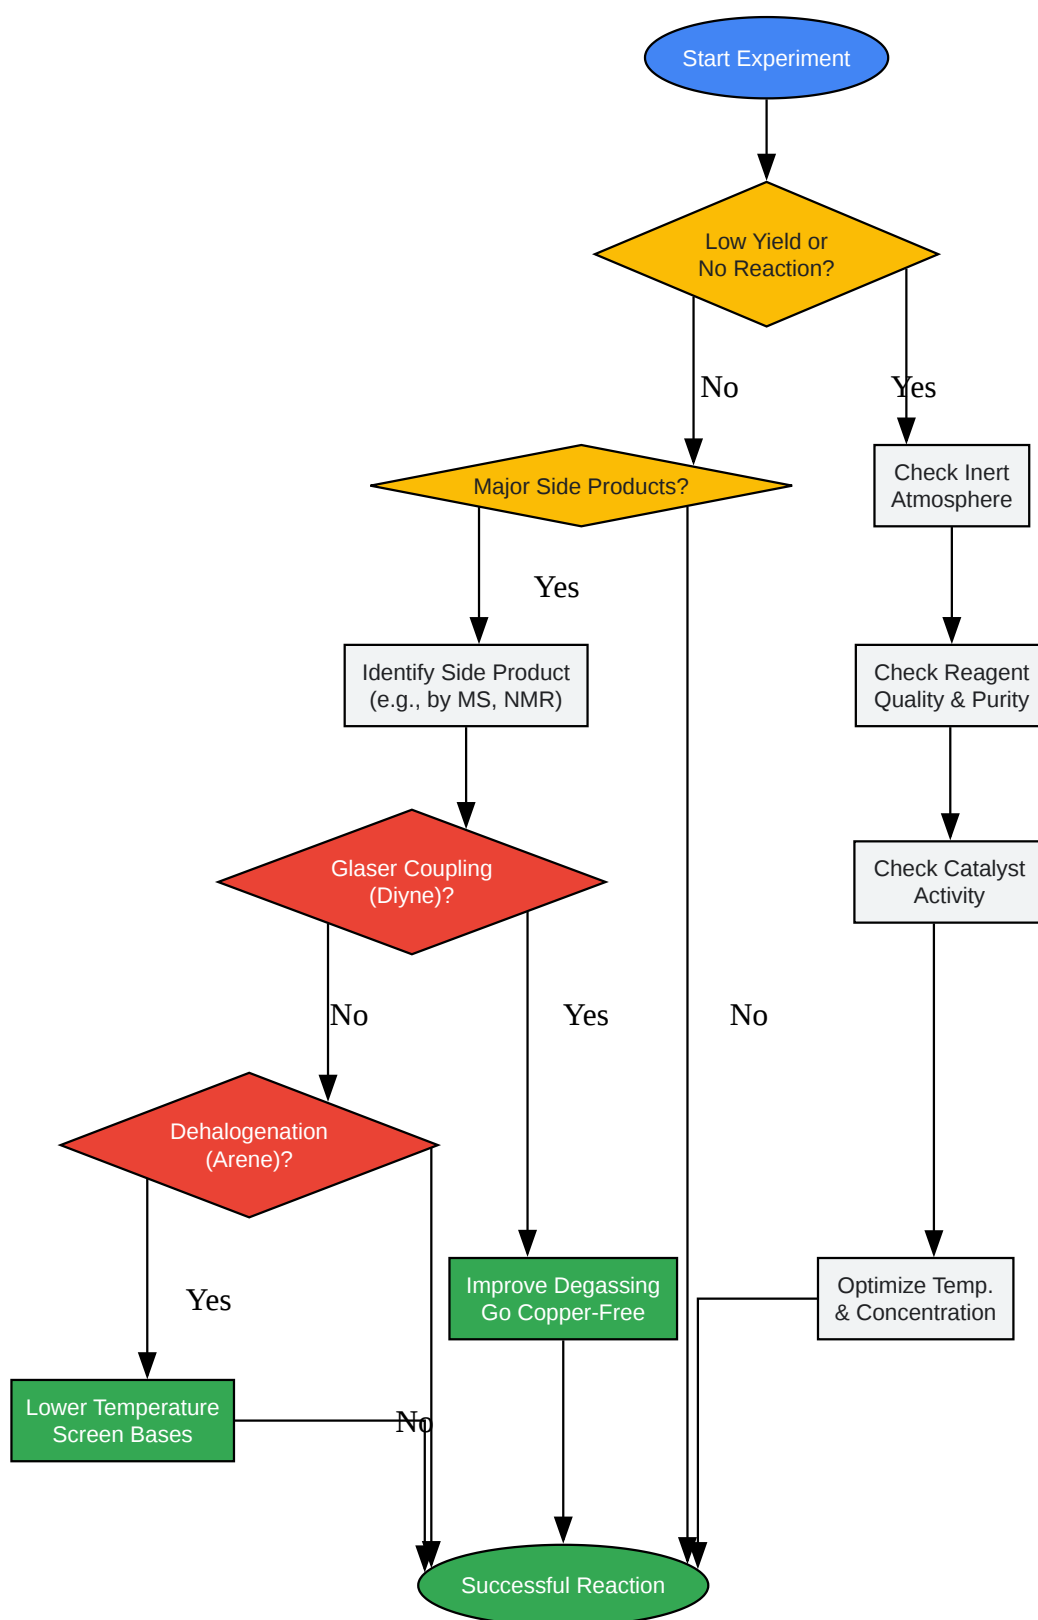 Start Experiment
Low Yield or
No Reaction?
No
Yes
Major Side Products?
Check Inert
Atmosphere
Yes
Identify Side Product
(e.g., by MS, NMR)
Check Reagent
Quality & Purity
Glaser Coupling
(Diyne)?
Check Catalyst
Activity
No
Yes
No
Dehalogenation
(Arene)?
Yes
Improve Degassing
Go Copper-Free
Optimize Temp.
& Concentration
Lower Temperature
Screen Bases
No
Successful Reaction